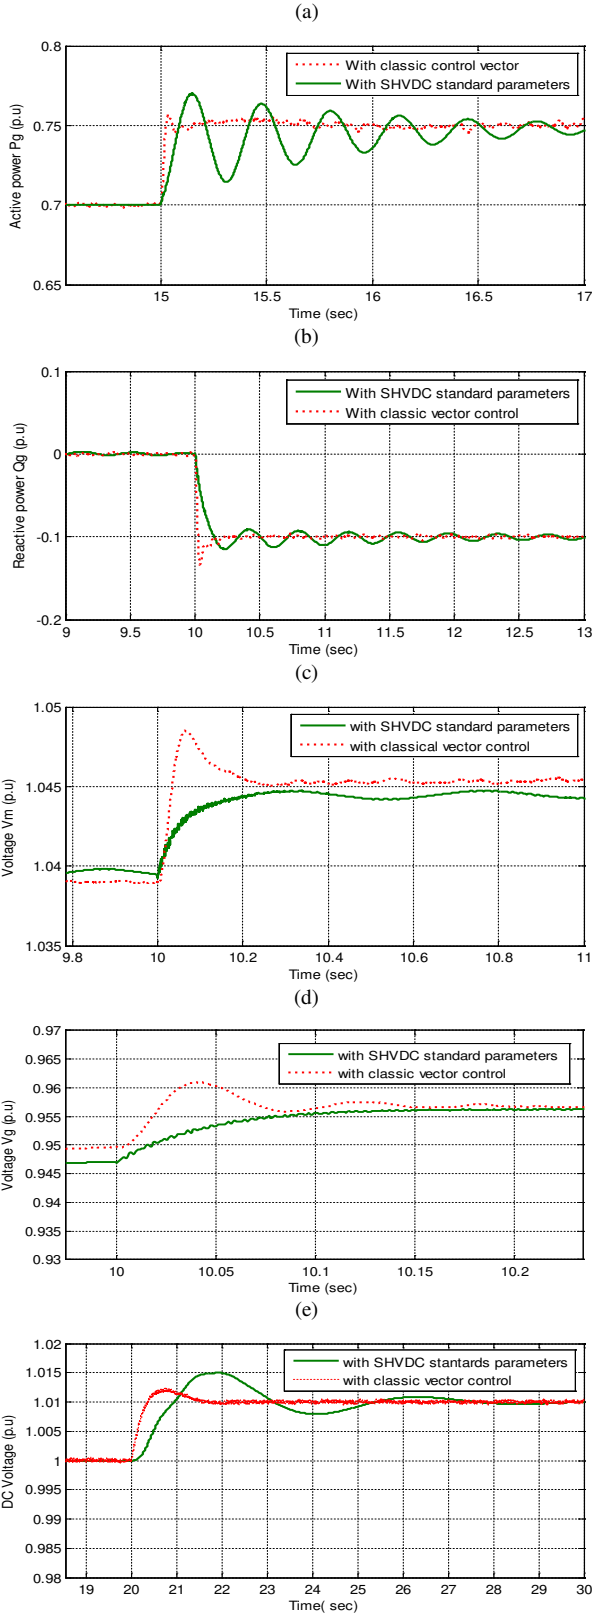 (a)
0.8
0.75
0.7
0.65
Active power Pg (p.u)
With classic control vector
With SHVDC standard parameters
15
15.5
16
16.5
17
Time (sec)
(b)
0.1
0
-0.1
-0.2
Reactive power Qg (p.u)
With SHVDC standard parameters
With classic vector control
9
9.5
10
10.5
11
11.5
12
12.5
13
Time (sec)
(c)
1.05
1.045
1.04
1.035
Voltage Vm (p.u)
with SHVDC standard parameters
with classical vector control
9.8
10
10.2
10.4
10.6
10.8
11
Time (sec)
(d)
0.97
0.965
0.96
0.955
0.95
0.945
0.94
0.935
0.93
Voltage Vg (p.u)
with SHVDC standard parameters
with classic vector control
10
10.05
10.1
10.15
10.2
Time (sec)
(e)
1.02
1.015
1.01
1.005
1
0.995
0.99
0.985
0.98
DC Voltage (p.u)
with SHVDC stantards parameters
with classic vector control
19
20
21
22
23
24
25
26
27
28
29
30
Time( sec)